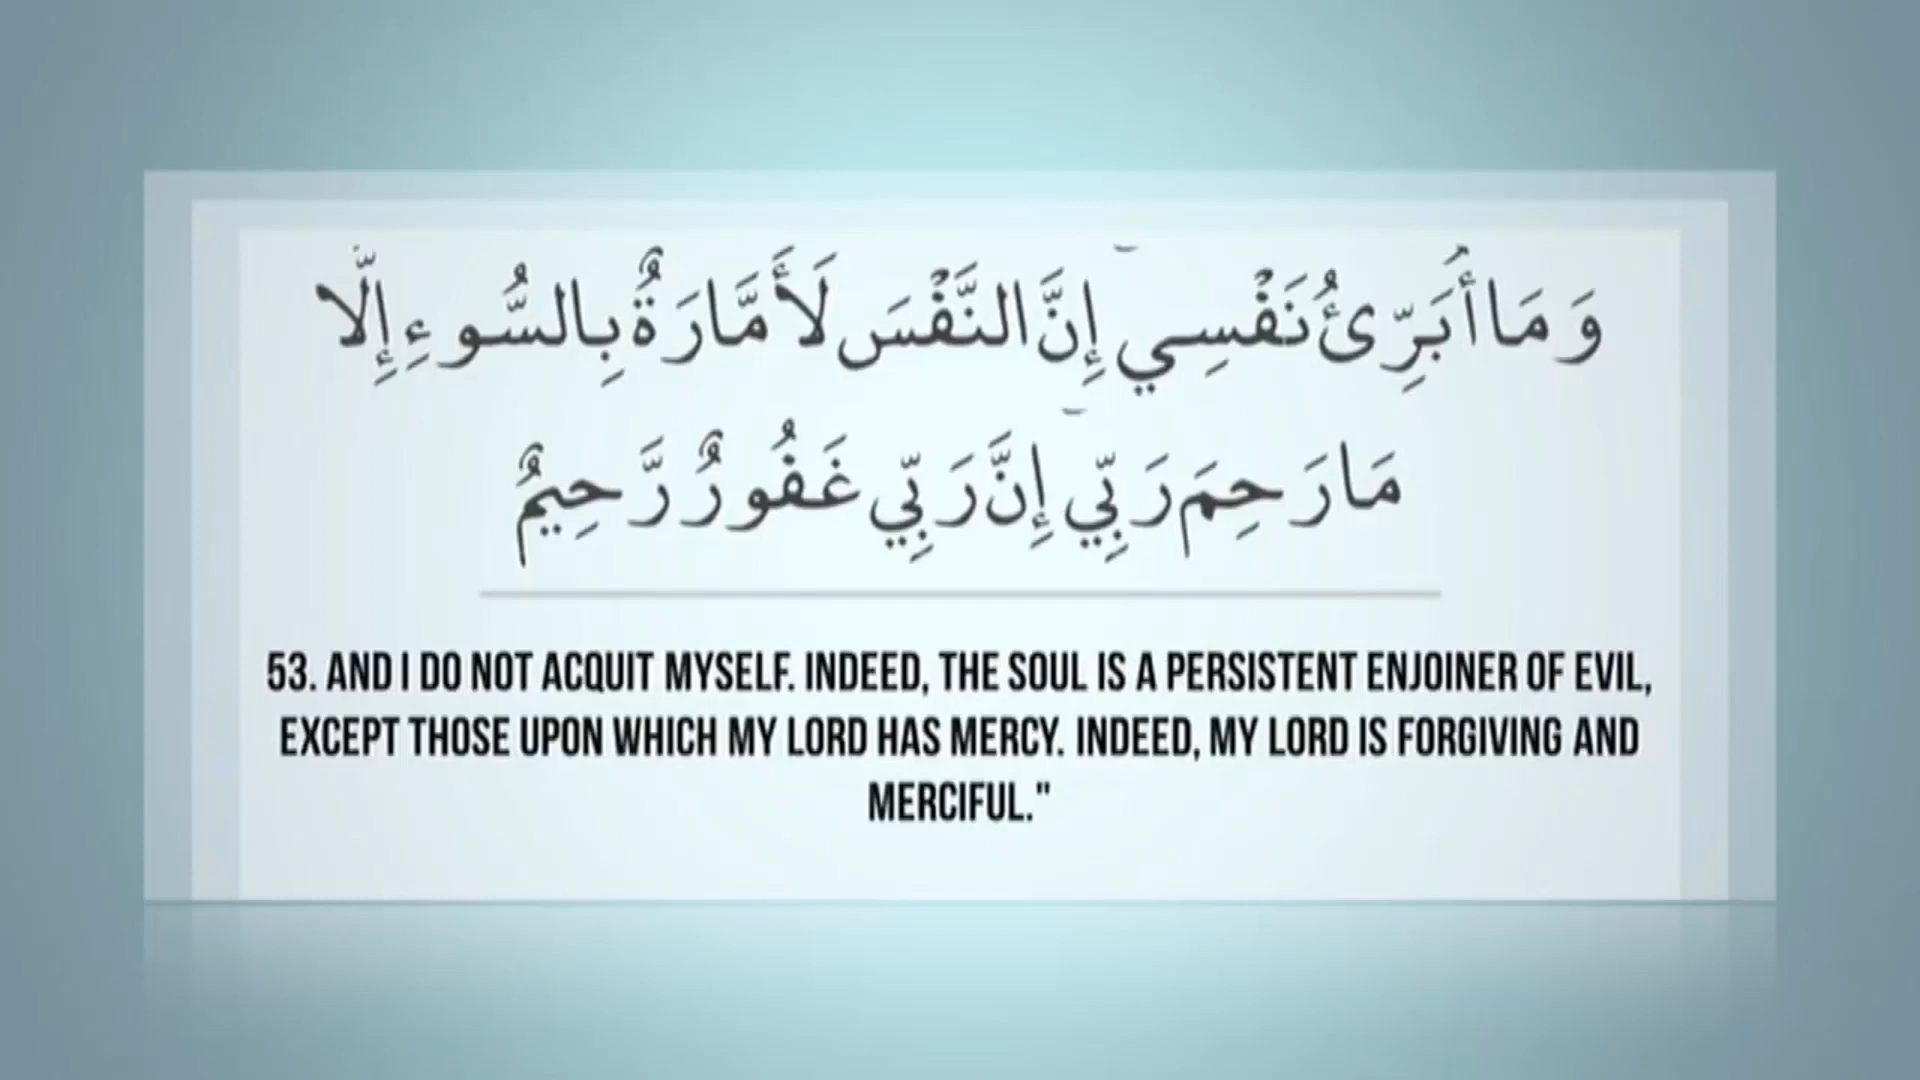 وَمَا أُبَرِّئُ نَفْسِي ۚ إِنَّ النَّفْسَ لَأَمَّارَةٌ بِالسُّوءِ إِلَّا
مَا رَحِمَ رَبِّي ۚ إِنَّ رَبِّي غَفُورٌ رَّحِيمٌ
53. AND I DO NOT ACQUIT MYSELF. INDEED, THE SOUL IS A PERSISTENT ENJOINER OF EVIL,
EXCEPT THOSE UPON WHICH MY LORD HAS MERCY. INDEED, MY LORD IS FORGIVING AND
MERCIFUL."